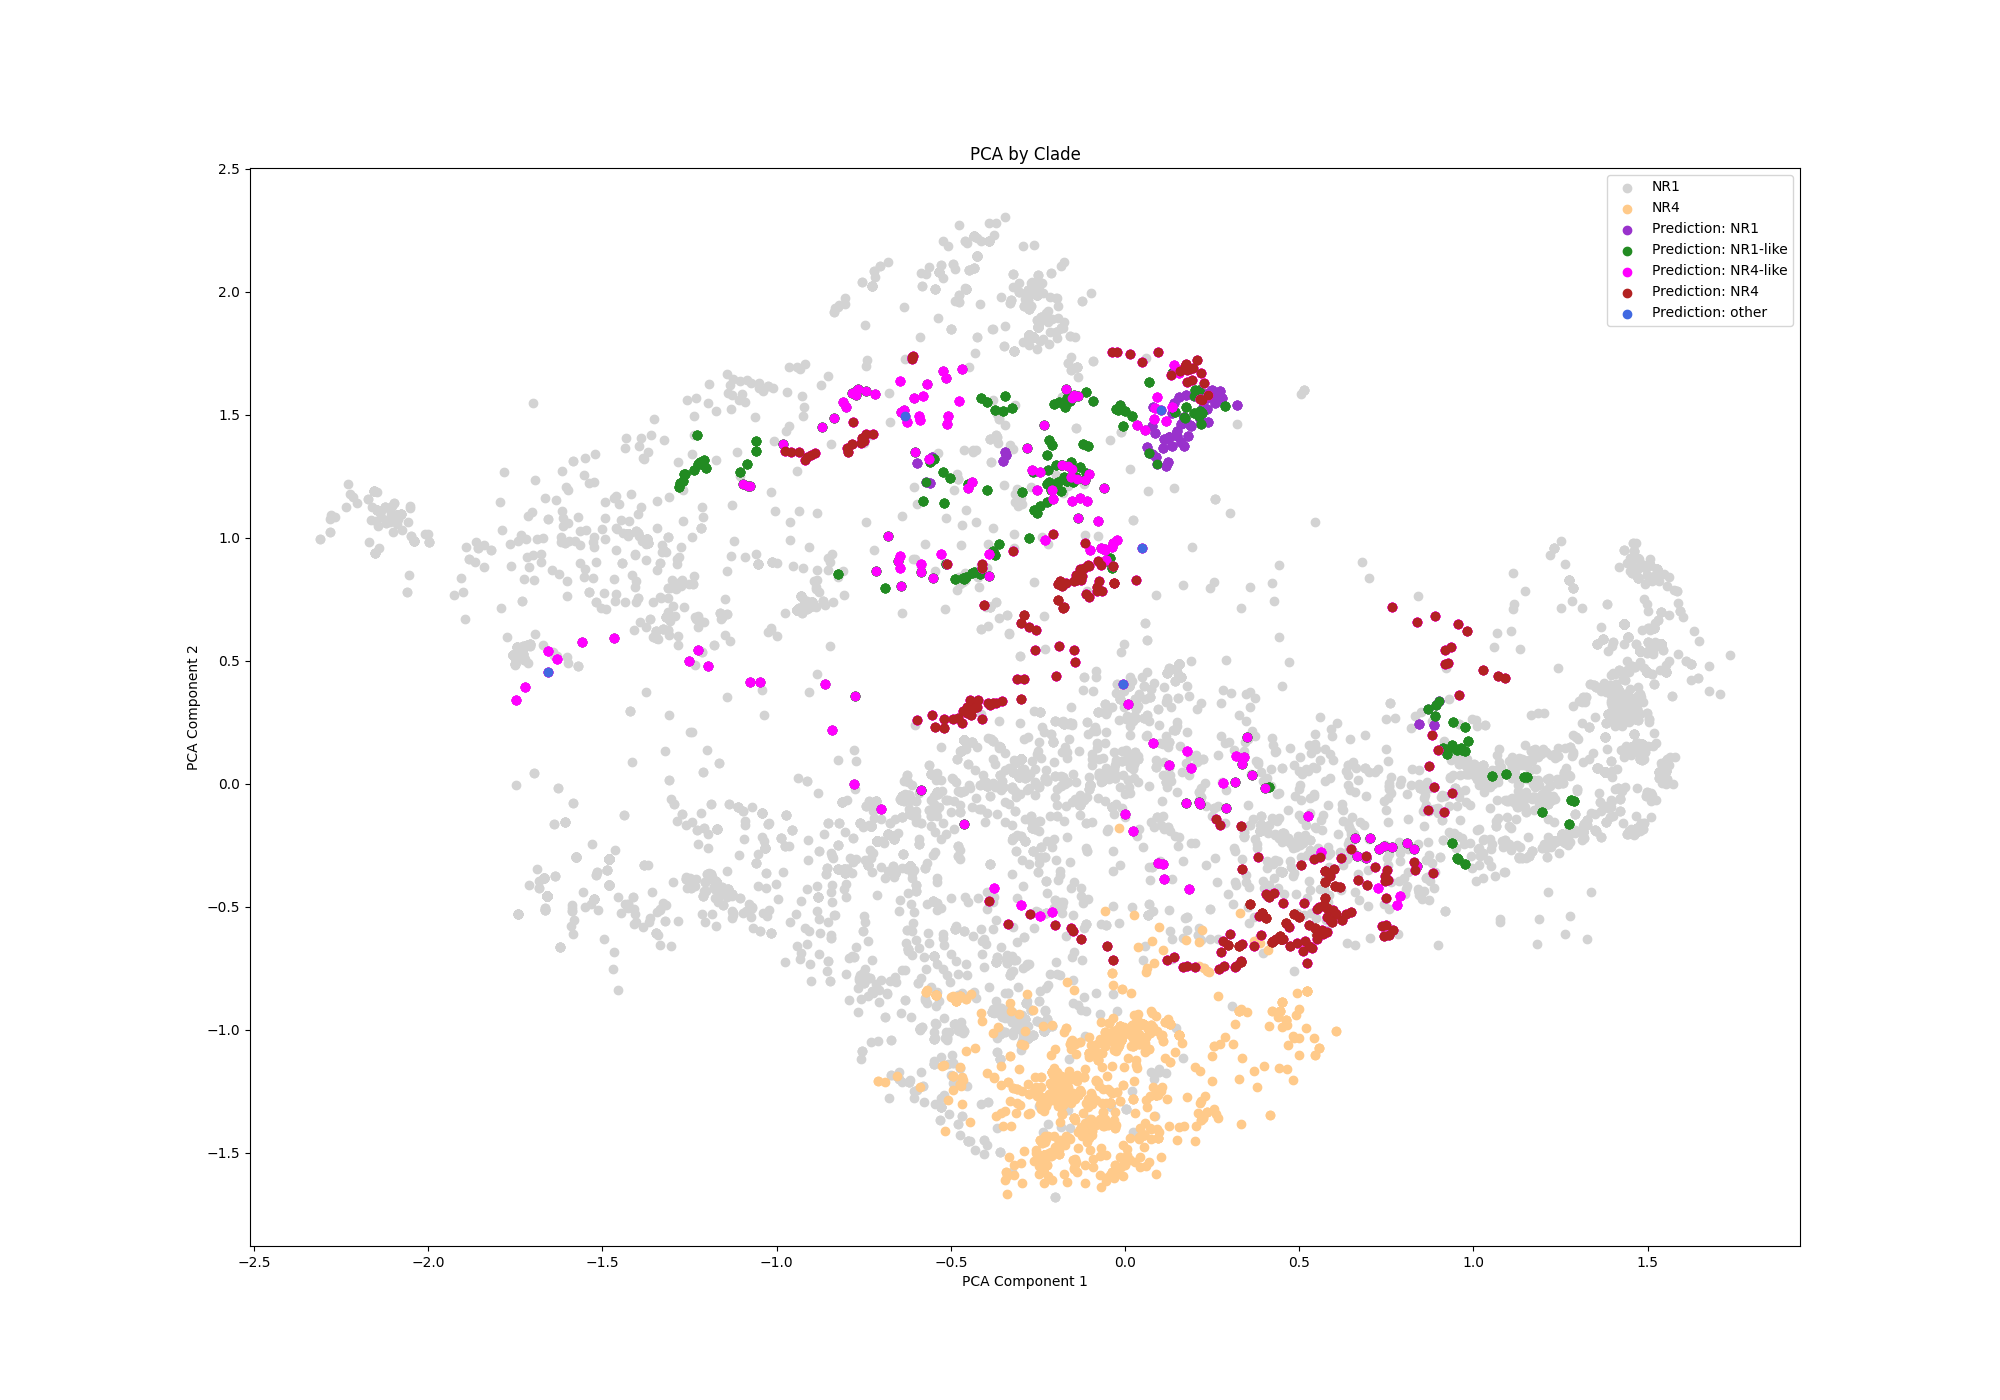 PCA by Clade
2.5
2.0
1.5
1.0
0.5
0.0
−0.5
−1.0
−1.5
PCA Component 2
NR1
NR4
Prediction: NR1
Prediction: NR1-like
Prediction: NR4-like
Prediction: NR4
Prediction: other
−2.5 −2.0 −1.5 −1.0 −0.5 0.0 0.5 1.0 1.5
PCA Component 1